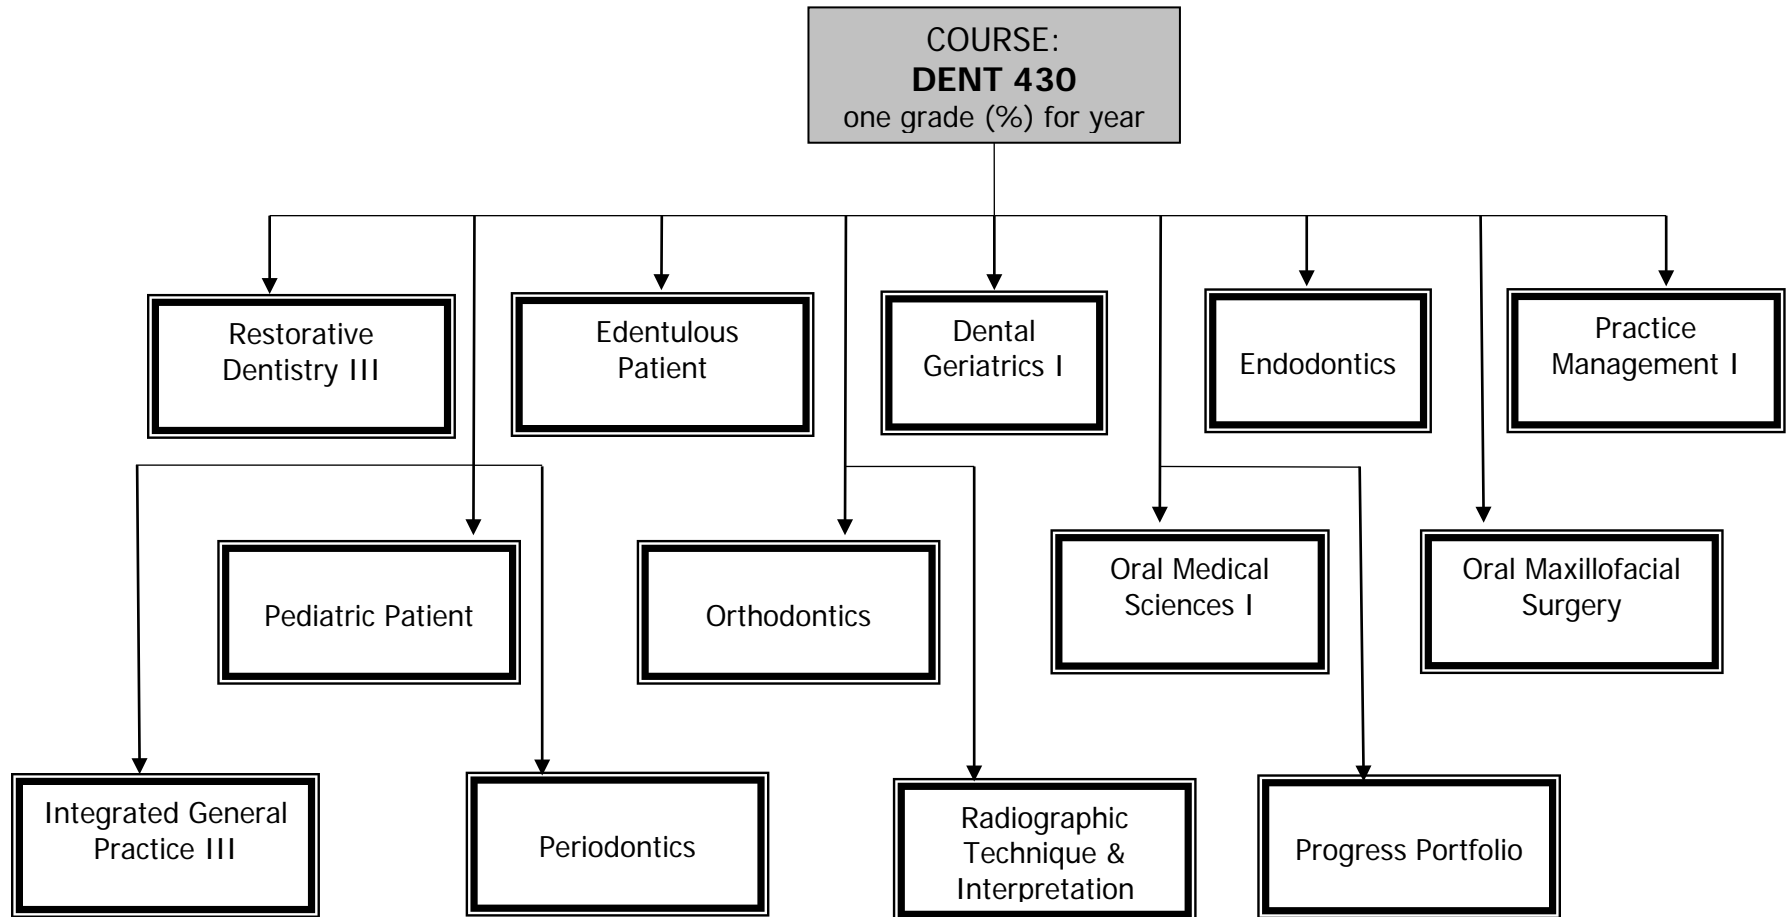 COURSE:
DENT 430
one grade (%) for year
Restorative
Dentistry III
Edentulous
Patient
Dental
Geriatrics I
Endodontics
Practice
Management I
Pediatric Patient
Orthodontics
Oral Medical
Sciences I
Oral Maxillofacial
Surgery
Integrated General
Practice III
Periodontics
Radiographic
Technique &
Interpretation
Progress Portfolio